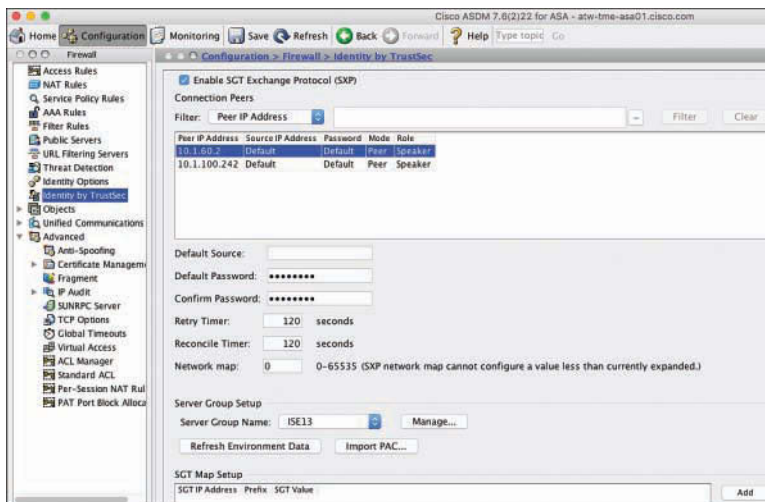 Cisco ASDM 7.6(2)22 for ASA - atw-tme-asa01.cisco.com
Home Configuration Monitoring Save Refresh Back Forward Help Type topic Go
Firewall
Configuration > Firewall > Identity by TrustSec
Access Rules
NAT Rules
Service Policy Rules
AAA Rules
Filter Rules
Public Servers
URL Filtering Servers
Threat Detection
Identity Options
Identity by TrustSec
Objects
Unified Communications
Advanced
Anti-Spoofing
Certificate Managem
Fragment
IP Audit
SUNRPC Server
TCP Options
Global Timeouts
Virtual Access
ACL Manager
Standard ACL
Per-Session NAT Rul
PAT Port Block Alloca
Enable SGT Exchange Protocol (SXP)
Connection Peers
Filter: Peer IP Address Filter Clear
Peer IP Address Source IP Address Password Mode Role
10.1.60.2 Default Default Peer Speaker
10.1.100.242 Default Default Peer Speaker
Default Source:
Default Password: ••••••••
Confirm Password: ••••••••
Retry Timer: 120 seconds
Reconcile Timer: 120 seconds
Network map: 0 0-65535 (SXP network map cannot configure a value less than currently expanded.)
Server Group Setup
Server Group Name: ISE13 Manage...
Refresh Environment Data Import PAC...
SGT Map Setup
SGT IP Address Prefix SGT Value
Add